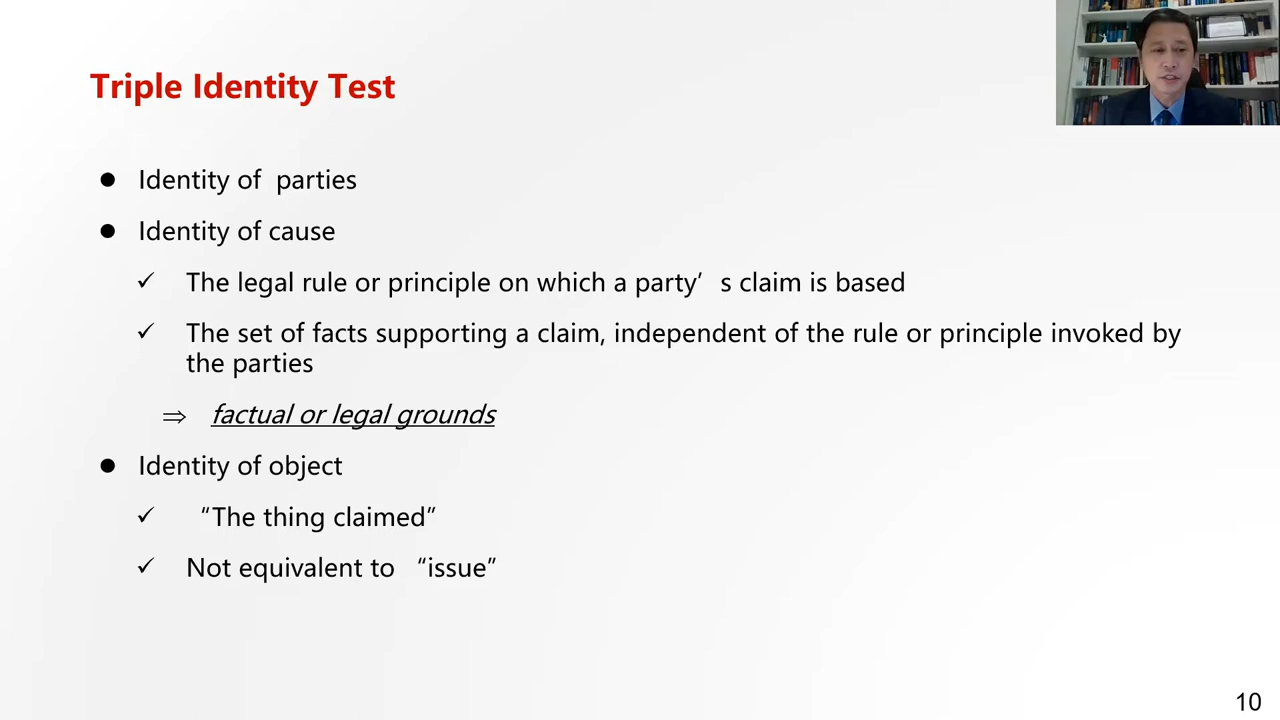 Triple Identity Test
● Identity of  parties
● Identity of cause
✓ The legal rule or principle on which a party’ s claim is based
✓ The set of facts supporting a claim, independent of the rule or principle invoked by
the parties
⇒ factual or legal grounds
● Identity of object
✓ “The thing claimed”
✓ Not equivalent to “issue”
10